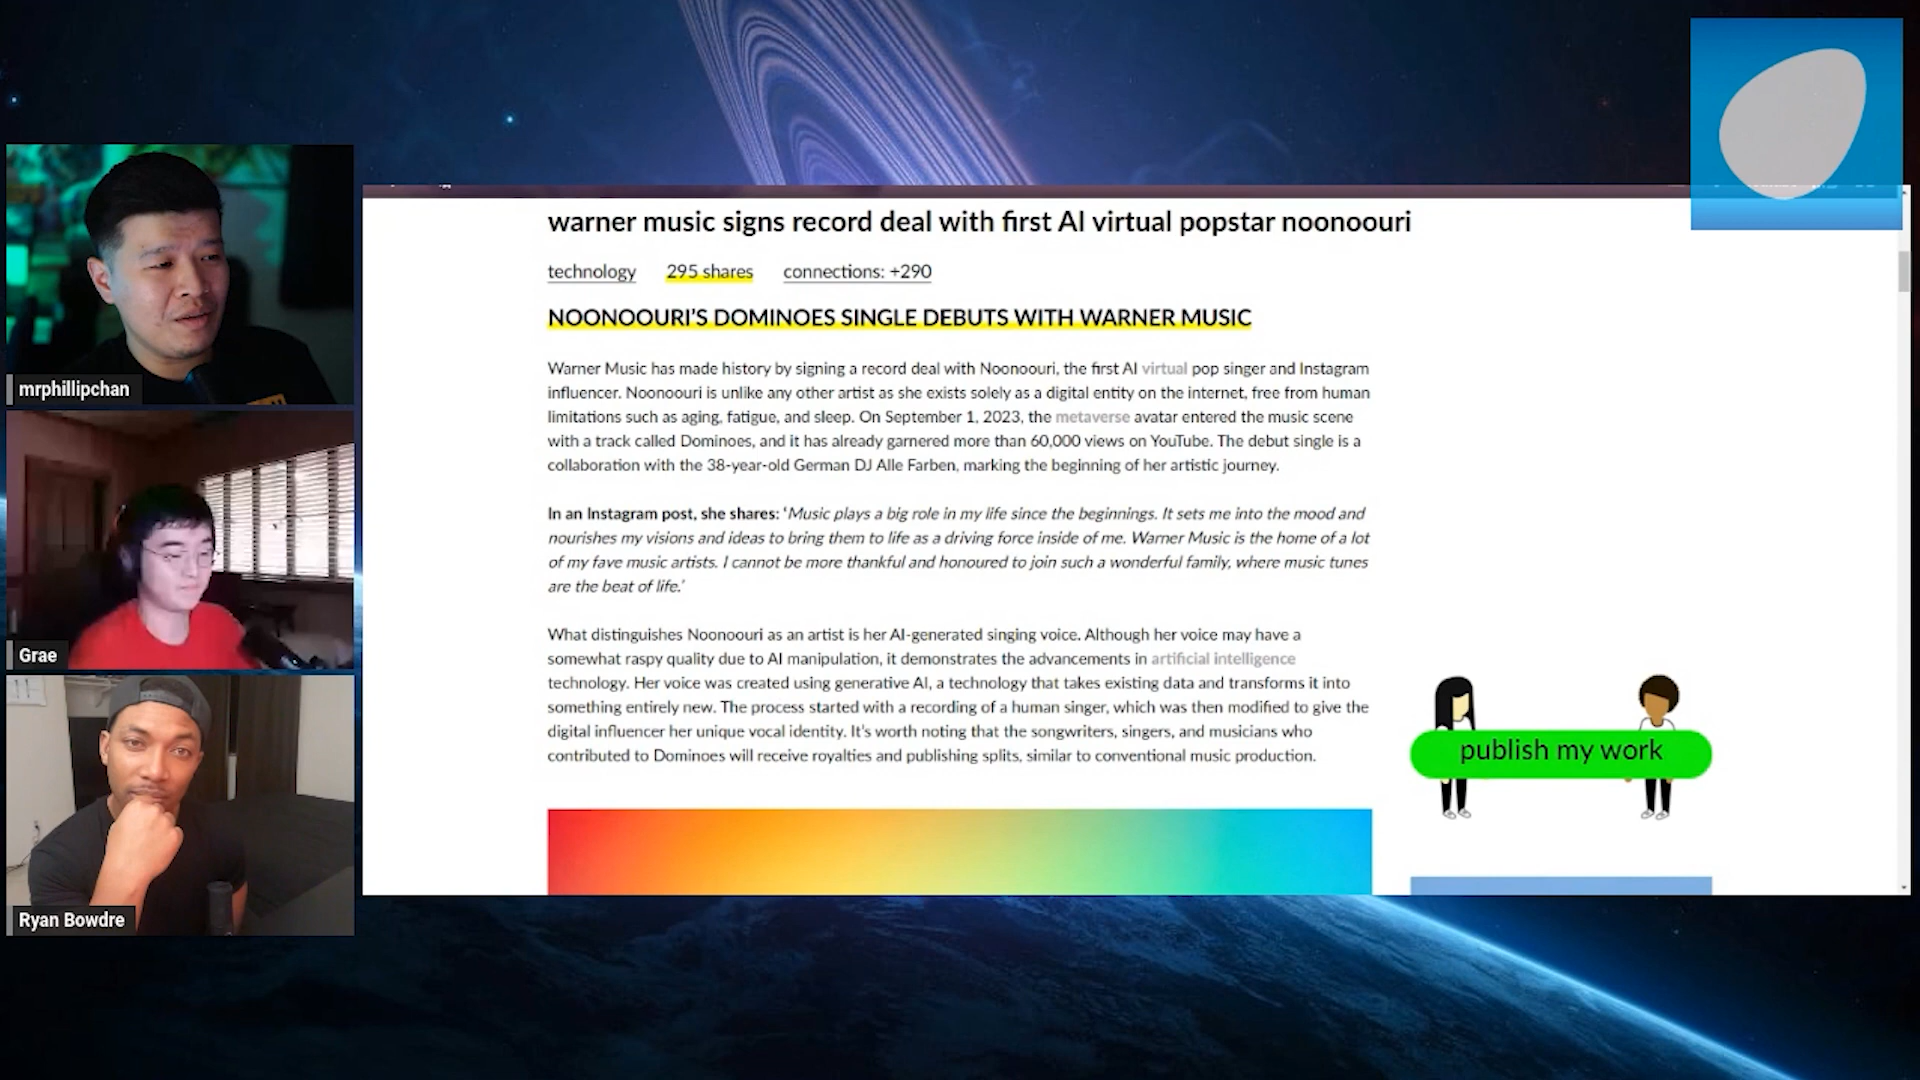 warner music signs record deal with first AI virtual popstar noonoouri
technology 295 shares connections: +290
NOONOOURI'S DOMINOES SINGLE DEBUTS WITH WARNER MUSIC
Warner Music has made history by signing a record deal with Noonoouri, the first AI virtual pop singer and Instagram
influencer. Noonoouri is unlike any other artist as she exists solely as a digital entity on the internet, free from human
limitations such as aging, fatigue, and sleep. On September 1, 2023, the metaverse avatar entered the music scene
with a track called Dominoes, and it has already garnered more than 60,000 views on YouTube. The debut single is a
collaboration with the 38-year-old German DJ Alle Farben, marking the beginning of her artistic journey.
In an Instagram post, she shares: 'Music plays a big role in my life since the beginnings. It sets me into the mood and
nourishes my visions and ideas to bring them to life as a driving force inside of me. Warner Music is the home of a lot
of my fave music artists. I cannot be more thankful and honoured to join such a wonderful family, where music tunes
are the beat of life.'
What distinguishes Noonoouri as an artist is her AI-generated singing voice. Although her voice may have a
somewhat raspy quality due to AI manipulation, it demonstrates the advancements in artificial intelligence
technology. Her voice was created using generative AI, a technology that takes existing data and transforms it into
something entirely new. The process started with a recording of a human singer, which was then modified to give the
digital influencer her unique vocal identity. It's worth noting that the songwriters, singers, and musicians who
contributed to Dominoes will receive royalties and publishing splits, similar to conventional music production.
publish my work
mrphillipchan
Grae
Ryan Bowdre